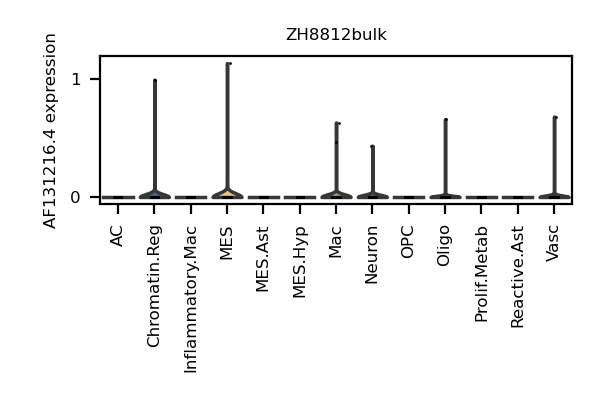 ZH8812bulk
AF131216.4 expression
1
0
AC
Chromatin.Reg
Inflammatory.Mac
MES
MES.Ast
MES.Hyp
Mac
Neuron
OPC
Oligo
Prolif.Metab
Reactive.Ast
Vasc